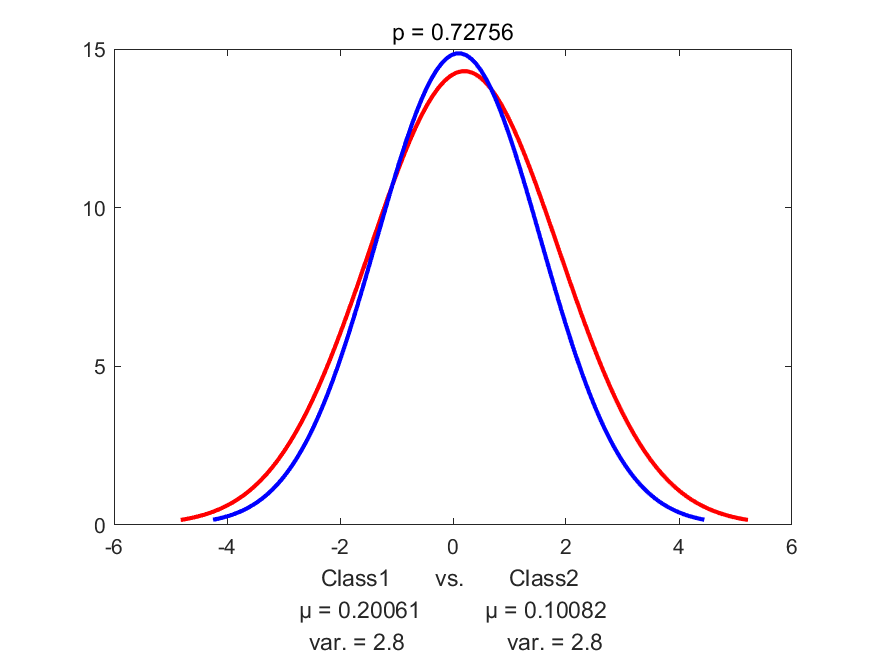 p = 0.72756
15
10
5
0
-6 -4 -2 0 2 4 6
Class1 vs. Class2
μ = 0.20061 μ = 0.10082
var. = 2.8 var. = 2.8